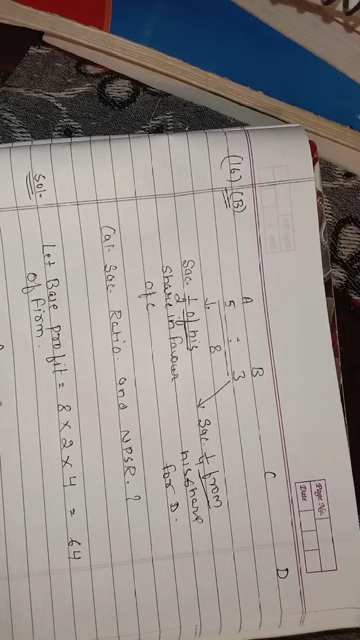 Page No.
Date
(16) (B)
A B C D
5 : 3
8
Sac. 1/2 of his share in favour of C
Sac. 1/4 from his share for D.
Cal. Sac. Ratio and NPSR.?
Sol:-
Let Base profit = 8 x 2 x 4 = 64
of firm.